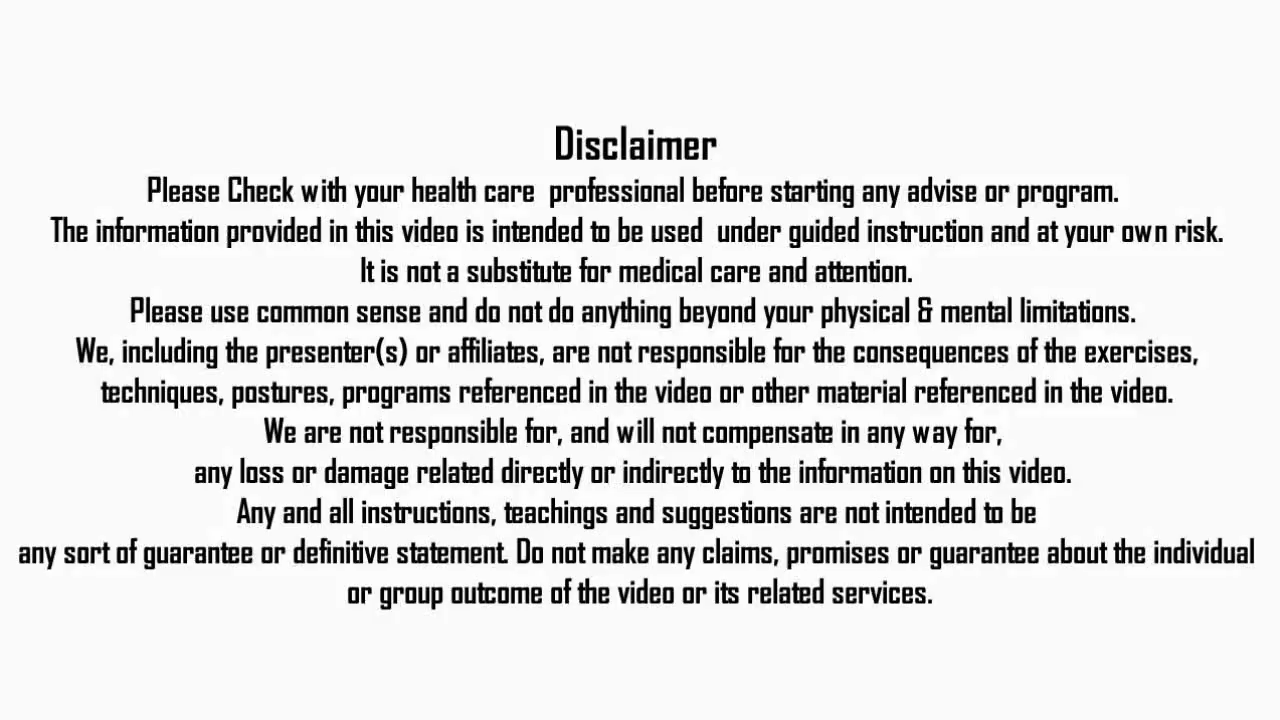 Disclaimer
Please Check with your health care professional before starting any advise or program.
The information provided in this video is intended to be used under guided instruction and at your own risk.
It is not a substitute for medical care and attention.
Please use common sense and do not do anything beyond your physical & mental limitations.
We, including the presenter(s) or affiliates, are not responsible for the consequences of the exercises,
techniques, postures, programs referenced in the video or other material referenced in the video.
We are not responsible for, and will not compensate in any way for,
any loss or damage related directly or indirectly to the information on this video.
Any and all instructions, teachings and suggestions are not intended to be
any sort of guarantee or definitive statement. Do not make any claims, promises or guarantee about the individual
or group outcome of the video or its related services.